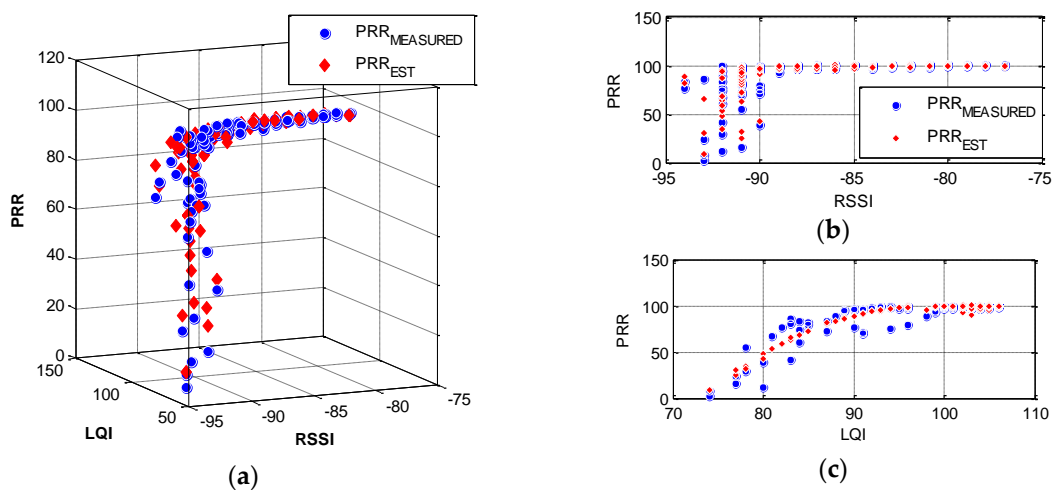 PRR_MEASURED
PRR_EST
120
100
80
60
40
20
0
PRR
150
100
50
LQI
-95
-90
-85
-80
-75
RSSI
(a)
150
100
50
0
PRR
PRR_MEASURED
PRR_EST
-95
-90
-85
-80
-75
RSSI
(b)
150
100
50
0
PRR
70
80
90
100
110
LQI
(c)